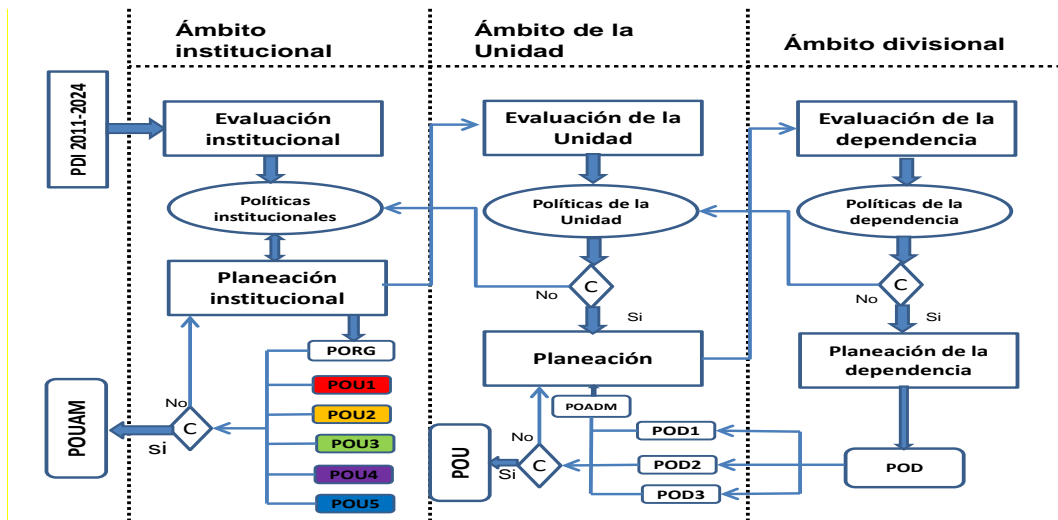 Ámbito
institucional
Ámbito de la
Unidad
Ámbito divisional
PDI 2011-2024
Evaluación
institucional
Políticas
institucionales
Planeación
institucional
PORG
POU1
POU2
POU3
POU4
POU5
No
C
si
POUAM
Evaluación de la
Unidad
Políticas de la
Unidad
C
No
Si
Planeación
POADM
POD1
POD2
POD3
No
C
Si
POU
Evaluación de la
dependencia
Políticas de la
dependencia
C
No
Si
Planeación de la
dependencia
POD